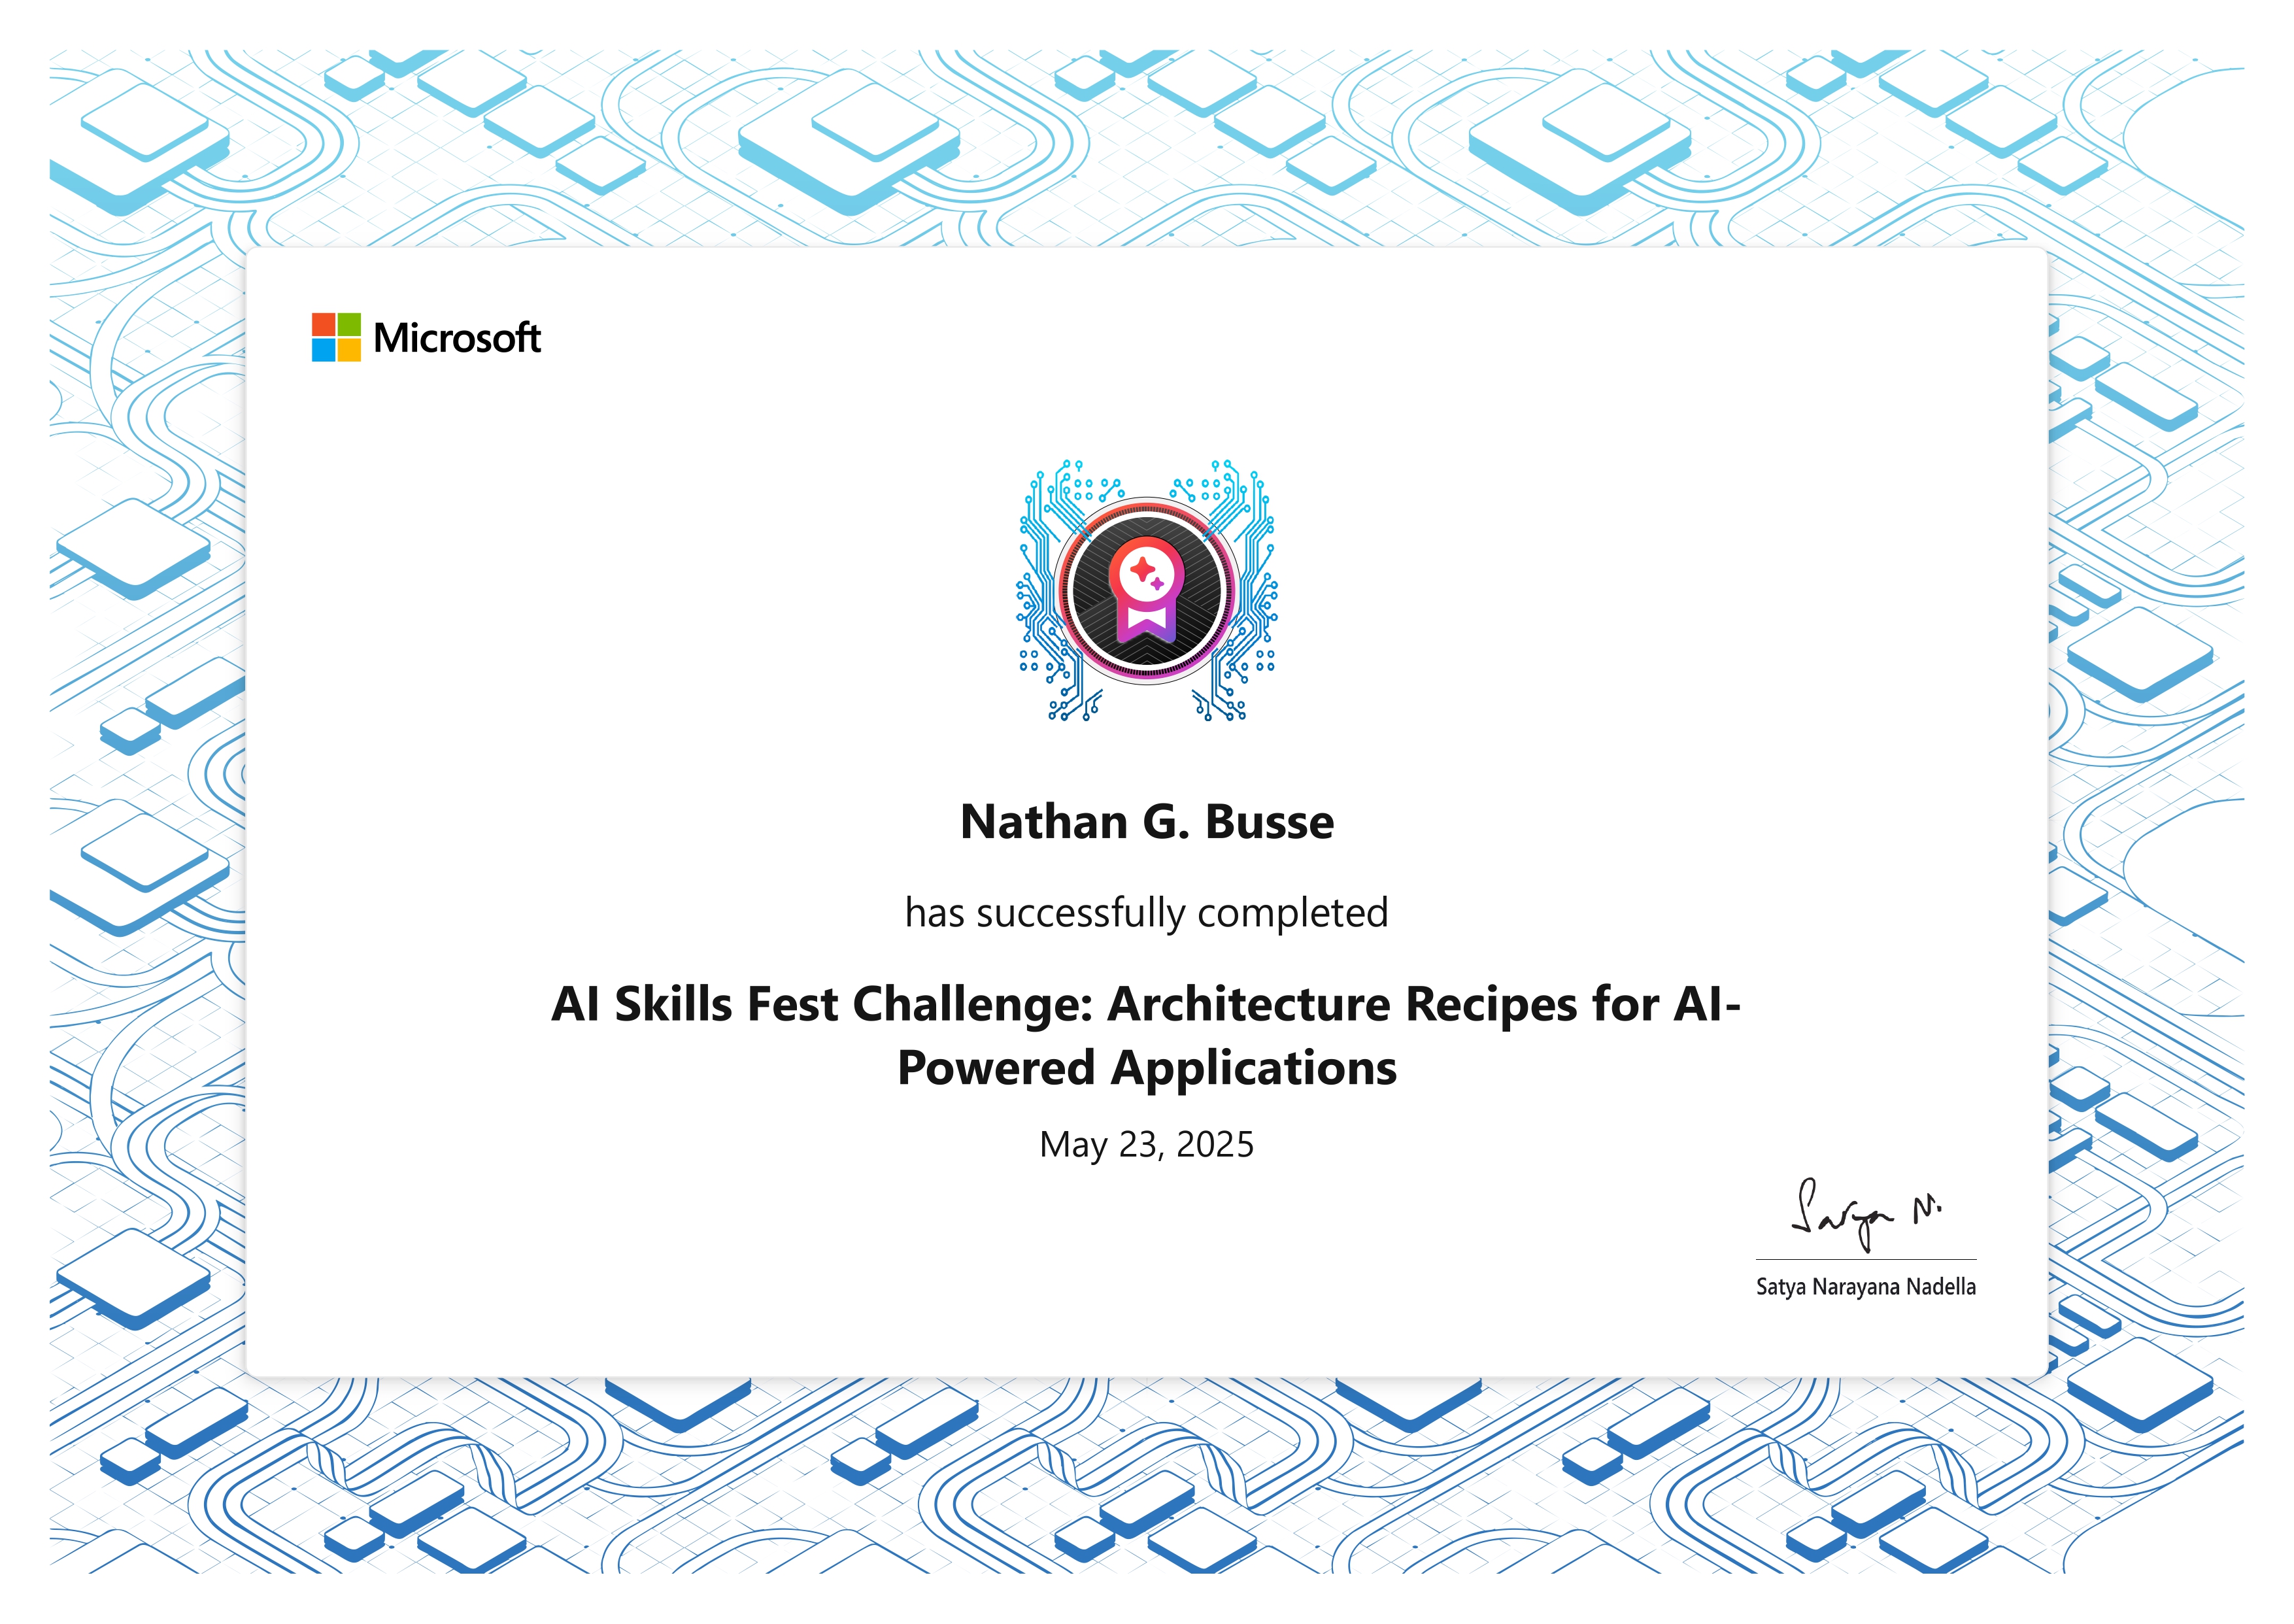 Microsoft
Nathan G. Busse
has successfully completed
AI Skills Fest Challenge: Architecture Recipes for AI-
Powered Applications
May 23, 2025
Satya N.
Satya Narayana Nadella